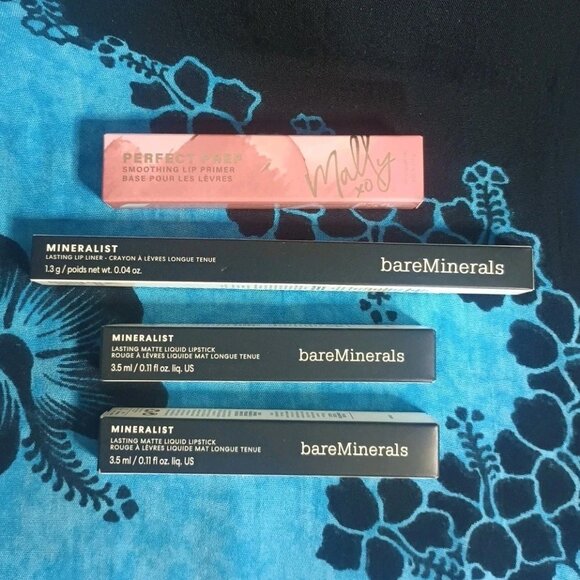 PERFECT PREP
SMOOTHING LIP PRIMER
BASE POUR LES LÈVRES
Mally
xo
MINERALIST
LASTING LIP LINER • CRAYON À LÈVRES LONGUE TENUE
1.3 g / poids net wt. 0.04 oz.
bareMinerals
MINERALIST
LASTING MATTE LIQUID LIPSTICK
ROUGE À LÈVRES LIQUIDE MAT LONGUE TENUE
3.5 ml / 0.11 fl oz. liq. US
bareMinerals
MINERALIST
LASTING MATTE LIQUID LIPSTICK
ROUGE À LÈVRES LIQUIDE MAT LONGUE TENUE
3.5 ml / 0.11 fl oz. liq. US
bareMinerals